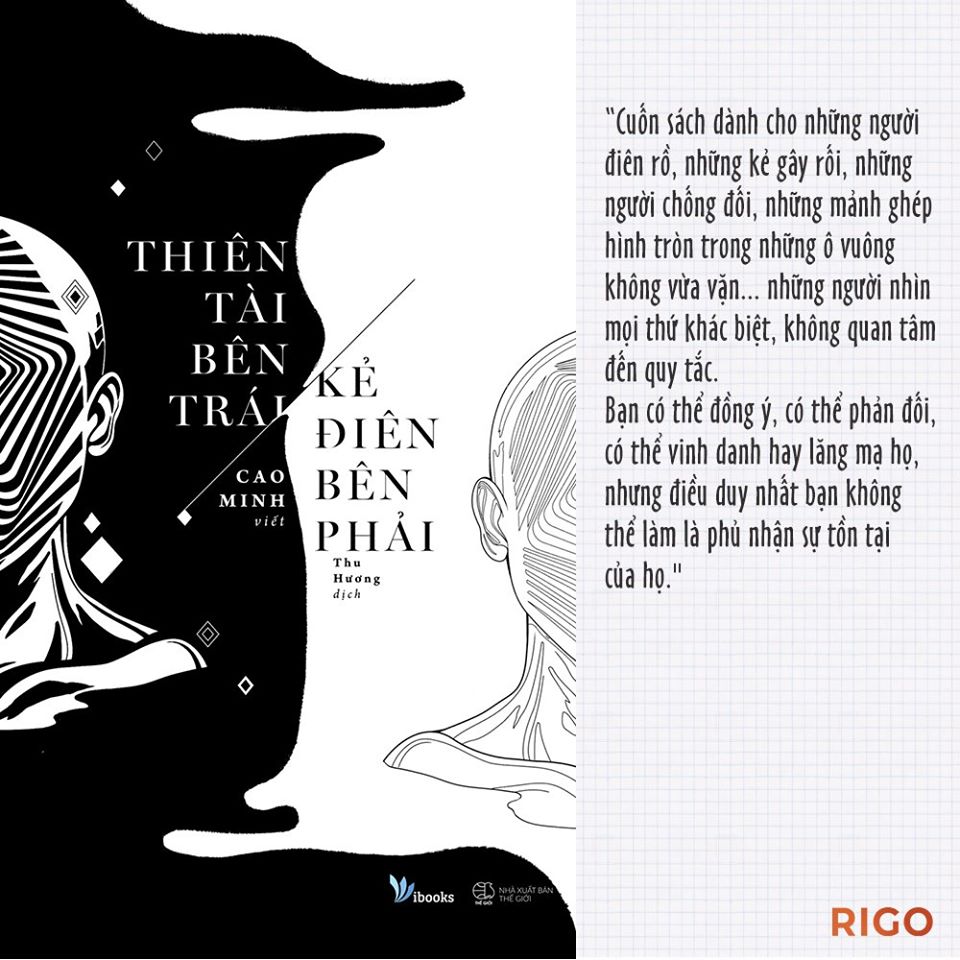 THIÊN
TÀI
BÊN
TRÁI
CAO
MINH
viết
KẺ
ĐIÊN
BÊN
PHẢI
Thu
Hương
dịch
ibooks
THẾ GIỚI
NHÀ XUẤT BẢN
THẾ GIỚI
“Cuốn sách dành cho những người
điên rồ, những kẻ gây rối, những
người chống đối, những mảnh ghép
hình tròn trong những ô vuông
không vừa vặn... những người nhìn
mọi thứ khác biệt, không quan tâm
đến quy tắc.
Bạn có thể đồng ý, có thể phản đối,
có thể vinh danh hay lăng mạ họ,
nhưng điều duy nhất bạn không
thể làm là phủ nhận sự tồn tại
của họ."
RIGO